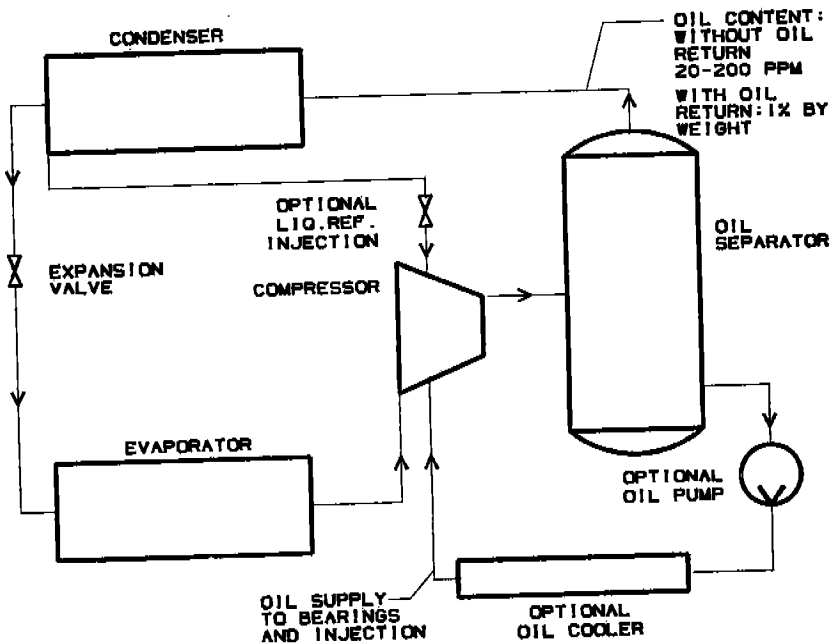 CONDENSER
OIL CONTENT:
WITHOUT OIL
RETURN
20-200 PPM
WITH OIL
RETURN:1% BY
WEIGHT
OPTIONAL
LIQ.REF.
INJECTION
OIL
SEPARATOR
EXPANSION
VALVE
COMPRESSOR
EVAPORATOR
OPTIONAL
OIL PUMP
OIL SUPPLY
TO BEARINGS
AND INJECTION
OPTIONAL
OIL COOLER